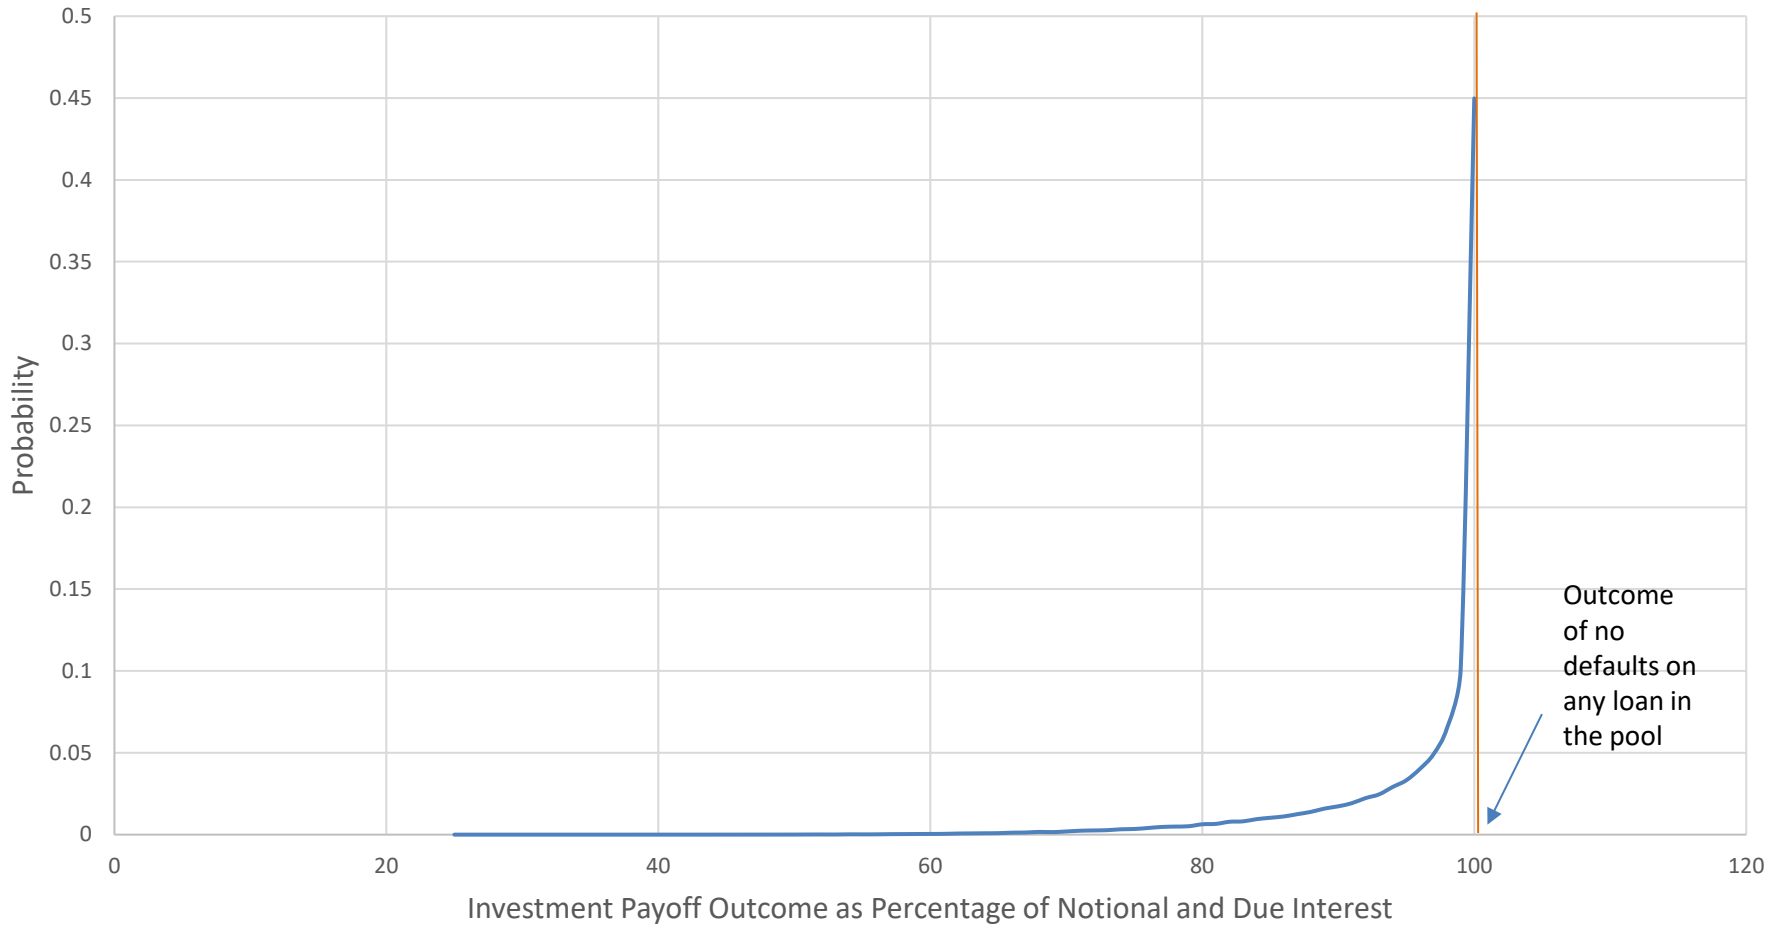 0.5
0.45
0.4
0.35
0.3
0.25
0.2
0.15
0.1
0.05
0
Probability
0 20 40 60 80 100 120
Investment Payoff Outcome as Percentage of Notional and Due Interest
Outcome
of no
defaults on
any loan in
the pool